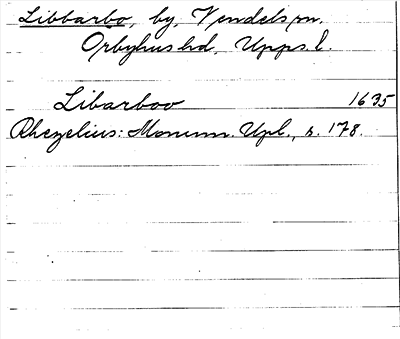 Libbarbo, by, Vendels sn.
Örbyhus hd, Upps. l.
Libarboo 1635
Rhezelius: Monum. Upl., s. 178.